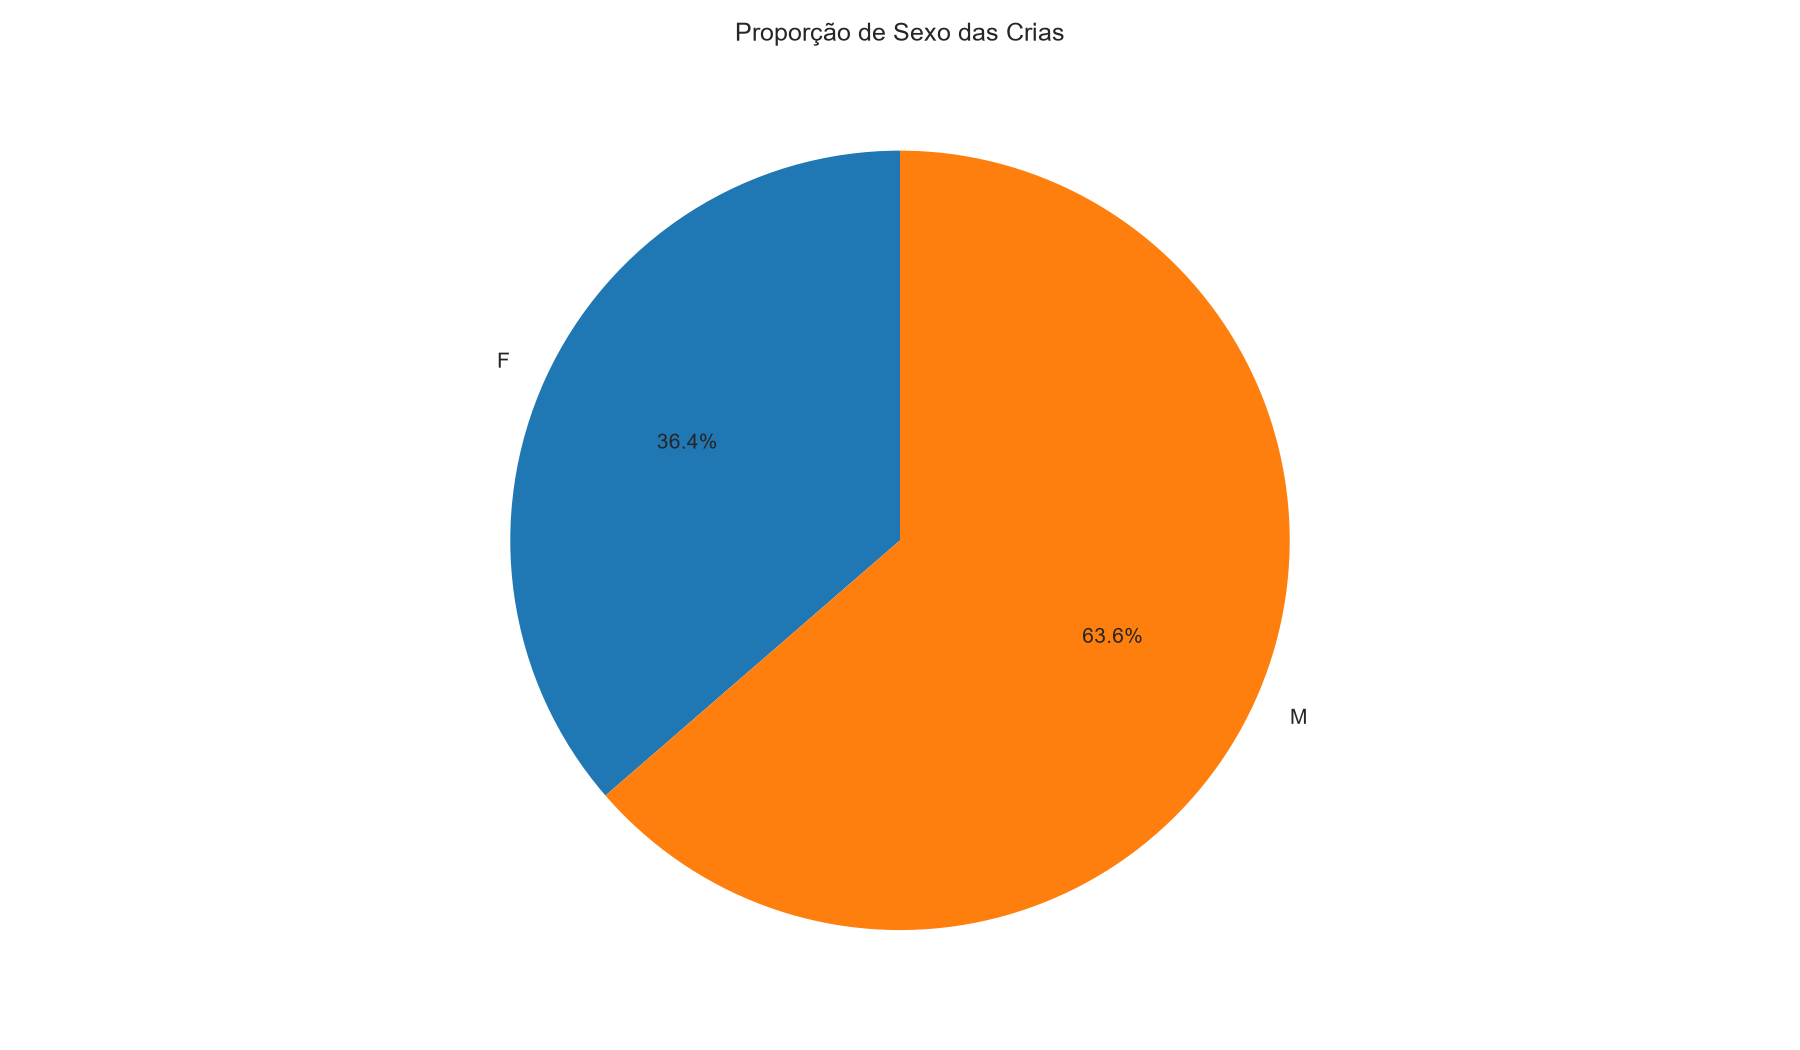 Proporção de Sexo das Crias
F
36.4%
63.6%
M